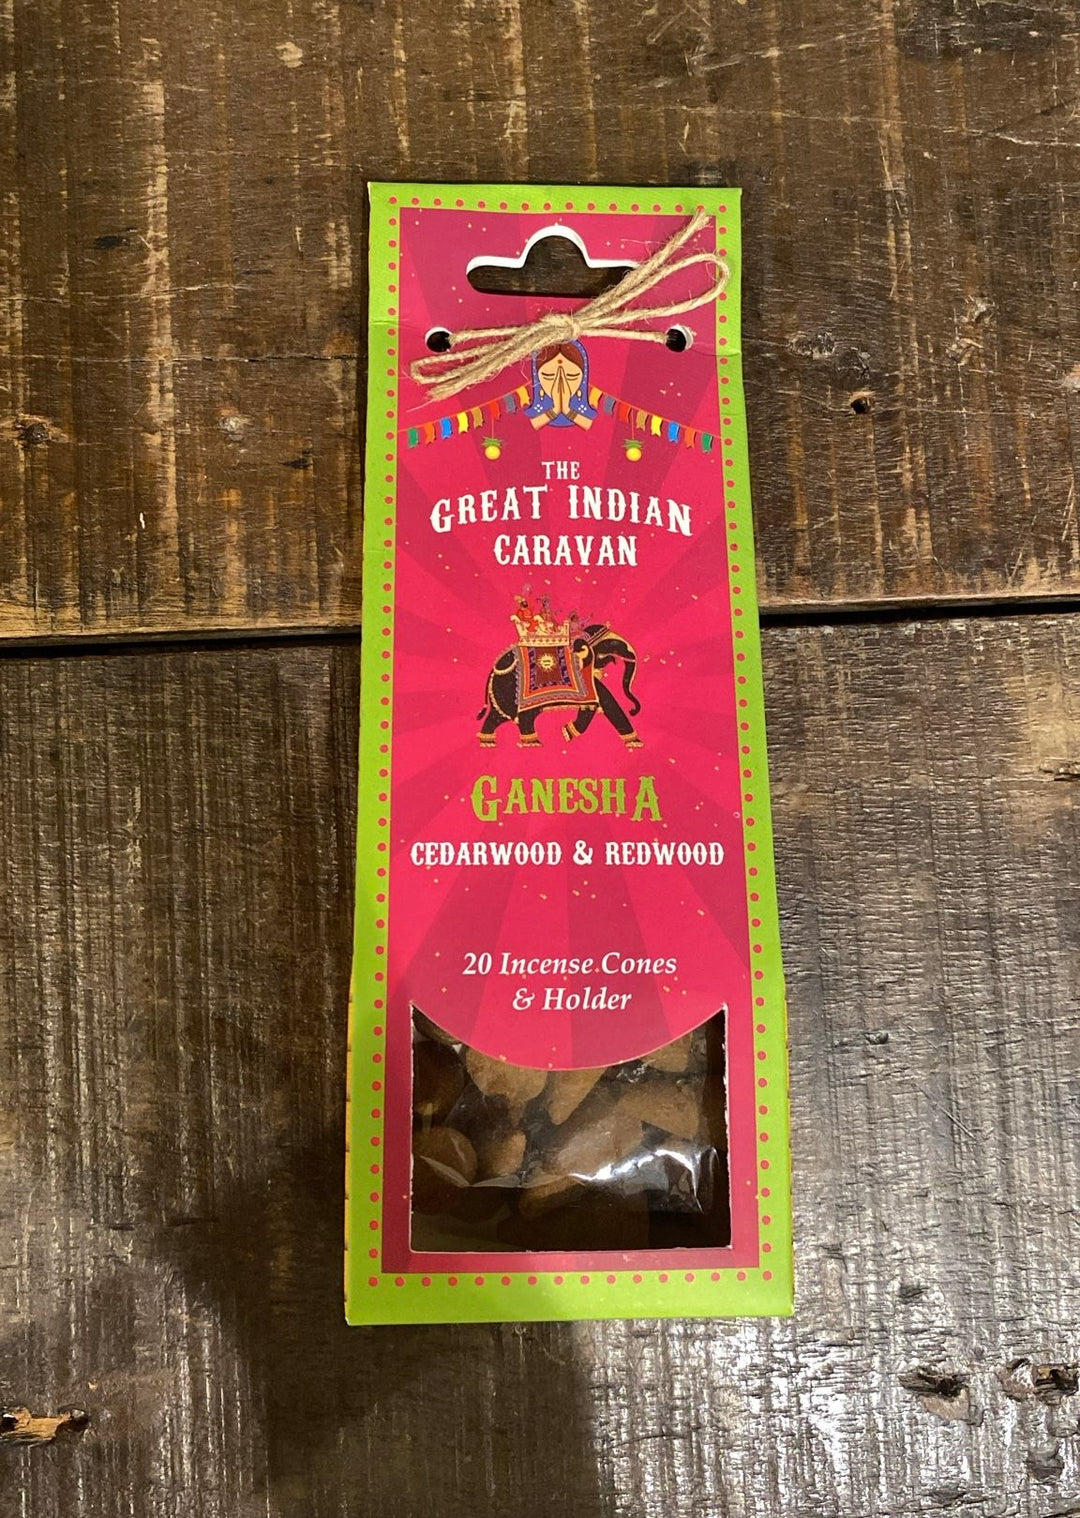 THE
GREAT INDIAN
CARAVAN
GANESHA
CEDARWOOD & REDWOOD
20 Incense Cones
& Holder